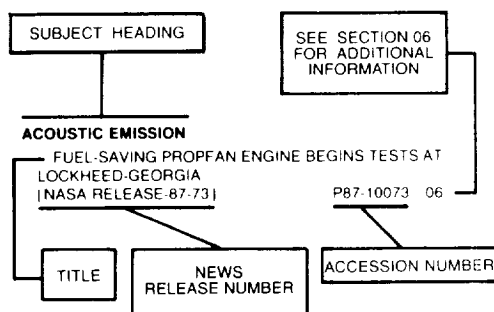 SUBJECT HEADING
SEE SECTION 06
FOR ADDITIONAL
INFORMATION
ACOUSTIC EMISSION
FUEL-SAVING PROPFAN ENGINE BEGINS TESTS AT
LOCKHEED-GEORGIA
[NASA RELEASE-87-73] P87-10073 06
TITLE
NEWS
RELEASE NUMBER
ACCESSION NUMBER